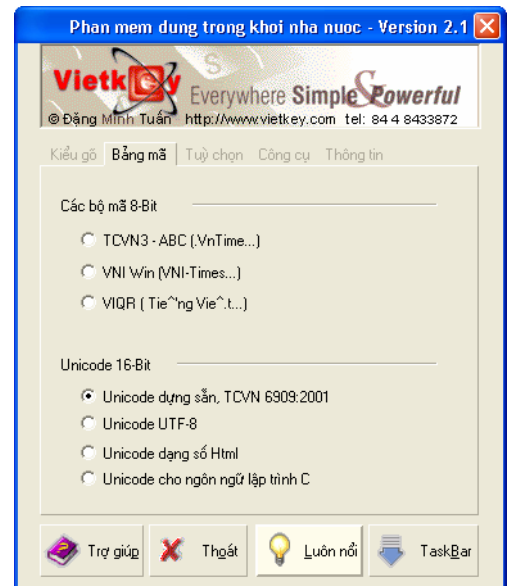 Phan mem dung trong khoi nha nuoc - Version 2.1
Vietkey Everywhere Simple & Powerful
© Đặng Minh Tuấn http://www.vietkey.com tel: 84 4 8433872
Kiểu gõ Bảng mã Tuỳ chọn Công cụ Thông tin
Các bộ mã 8-Bit
TCVN3 - ABC (.VnTime...)
VNI Win (VNI-Times...)
VIQR ( Tie^'ng Vie^.t...)
Unicode 16-Bit
Unicode dựng sẵn, TCVN 6909:2001
Unicode UTF-8
Unicode dạng số Html
Unicode cho ngôn ngữ lập trình C
Trợ giúp Thoát Luôn nổi TaskBar